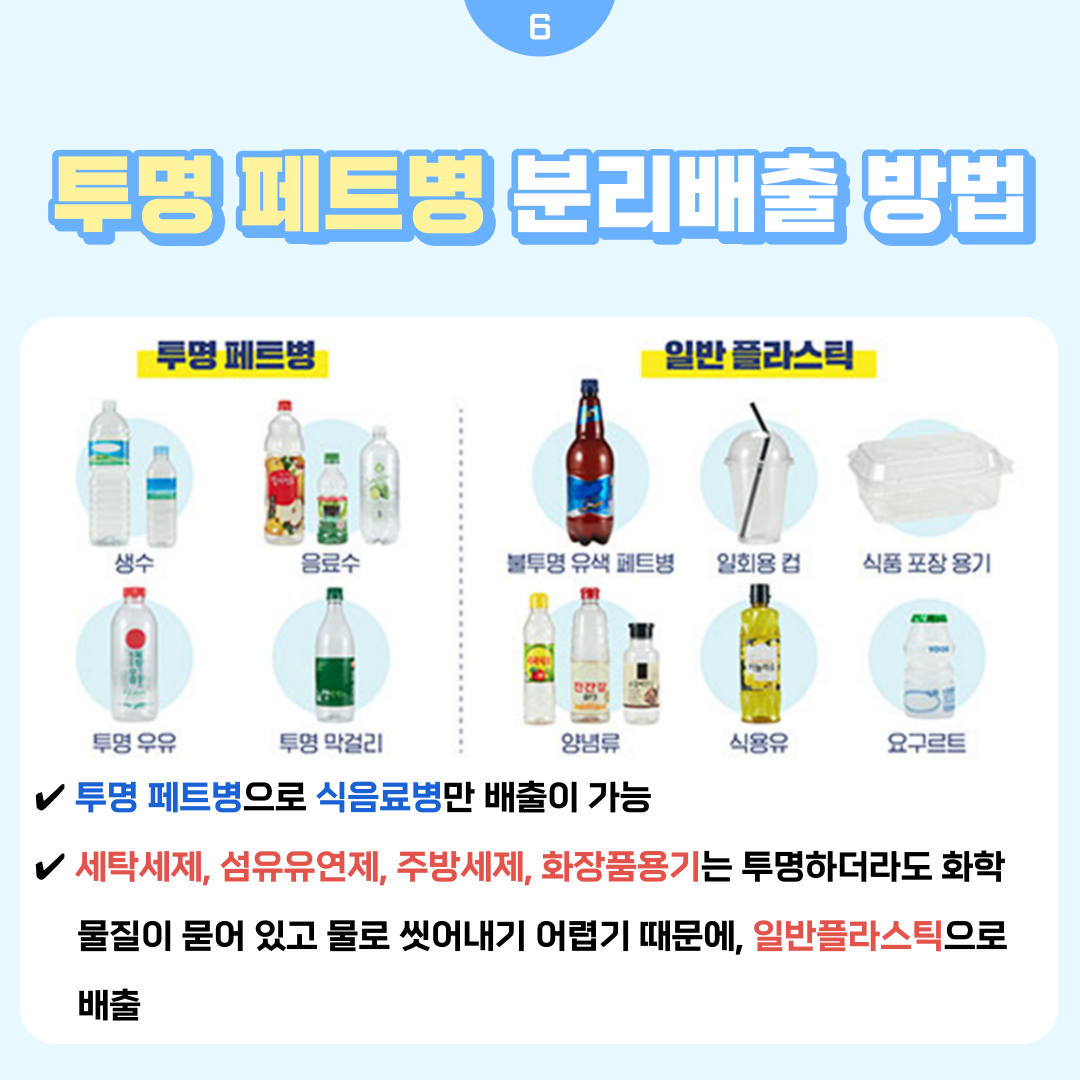 6
투명 페트병 분리배출 방법
투명 페트병
일반 플라스틱
생수
음료수
불투명 유색 페트병
일회용 컵
식품 포장 용기
투명 우유
투명 막걸리
양념류
식용유
요구르트
✔ 투명 페트병으로 식음료병만 배출이 가능
✔ 세탁세제, 섬유유연제, 주방세제, 화장품용기는 투명하더라도 화학
물질이 묻어 있고 물로 씻어내기 어렵기 때문에, 일반플라스틱으로
배출